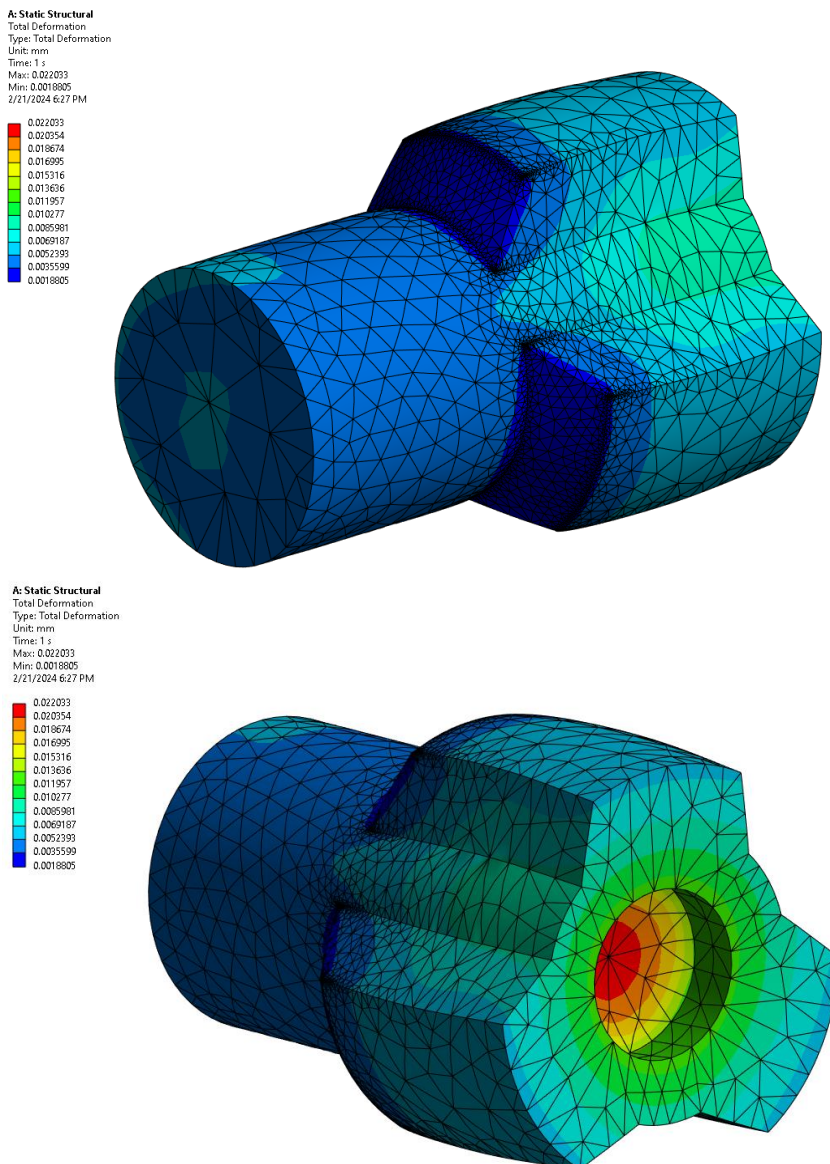 A: Static Structural
Total Deformation
Type: Total Deformation
Unit: mm
Time: 1 s
Max: 0.022033
Min: 0.0018805
2/21/2024 6:27 PM
0.022033
0.020354
0.018674
0.016995
0.015316
0.013636
0.011957
0.010277
0.0085981
0.0069187
0.0052393
0.0035599
0.0018805
A: Static Structural
Total Deformation
Type: Total Deformation
Unit: mm
Time: 1 s
Max: 0.022033
Min: 0.0018805
2/21/2024 6:27 PM
0.022033
0.020354
0.018674
0.016995
0.015316
0.013636
0.011957
0.010277
0.0085981
0.0069187
0.0052393
0.0035599
0.0018805